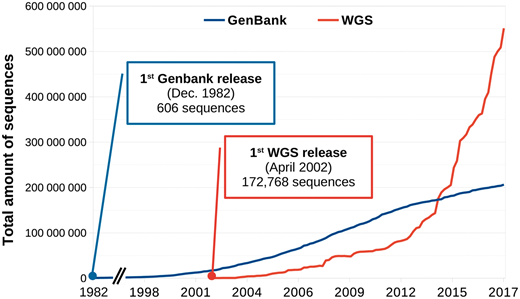 GenBank WGS
600 000 000
500 000 000
400 000 000
300 000 000
200 000 000
100 000 000
0
Total amount of sequences
1st Genbank release
(Dec. 1982)
606 sequences
1st WGS release
(April 2002)
172,768 sequences
1982 1998 2001 2004 2006 2009 2012 2015 2017